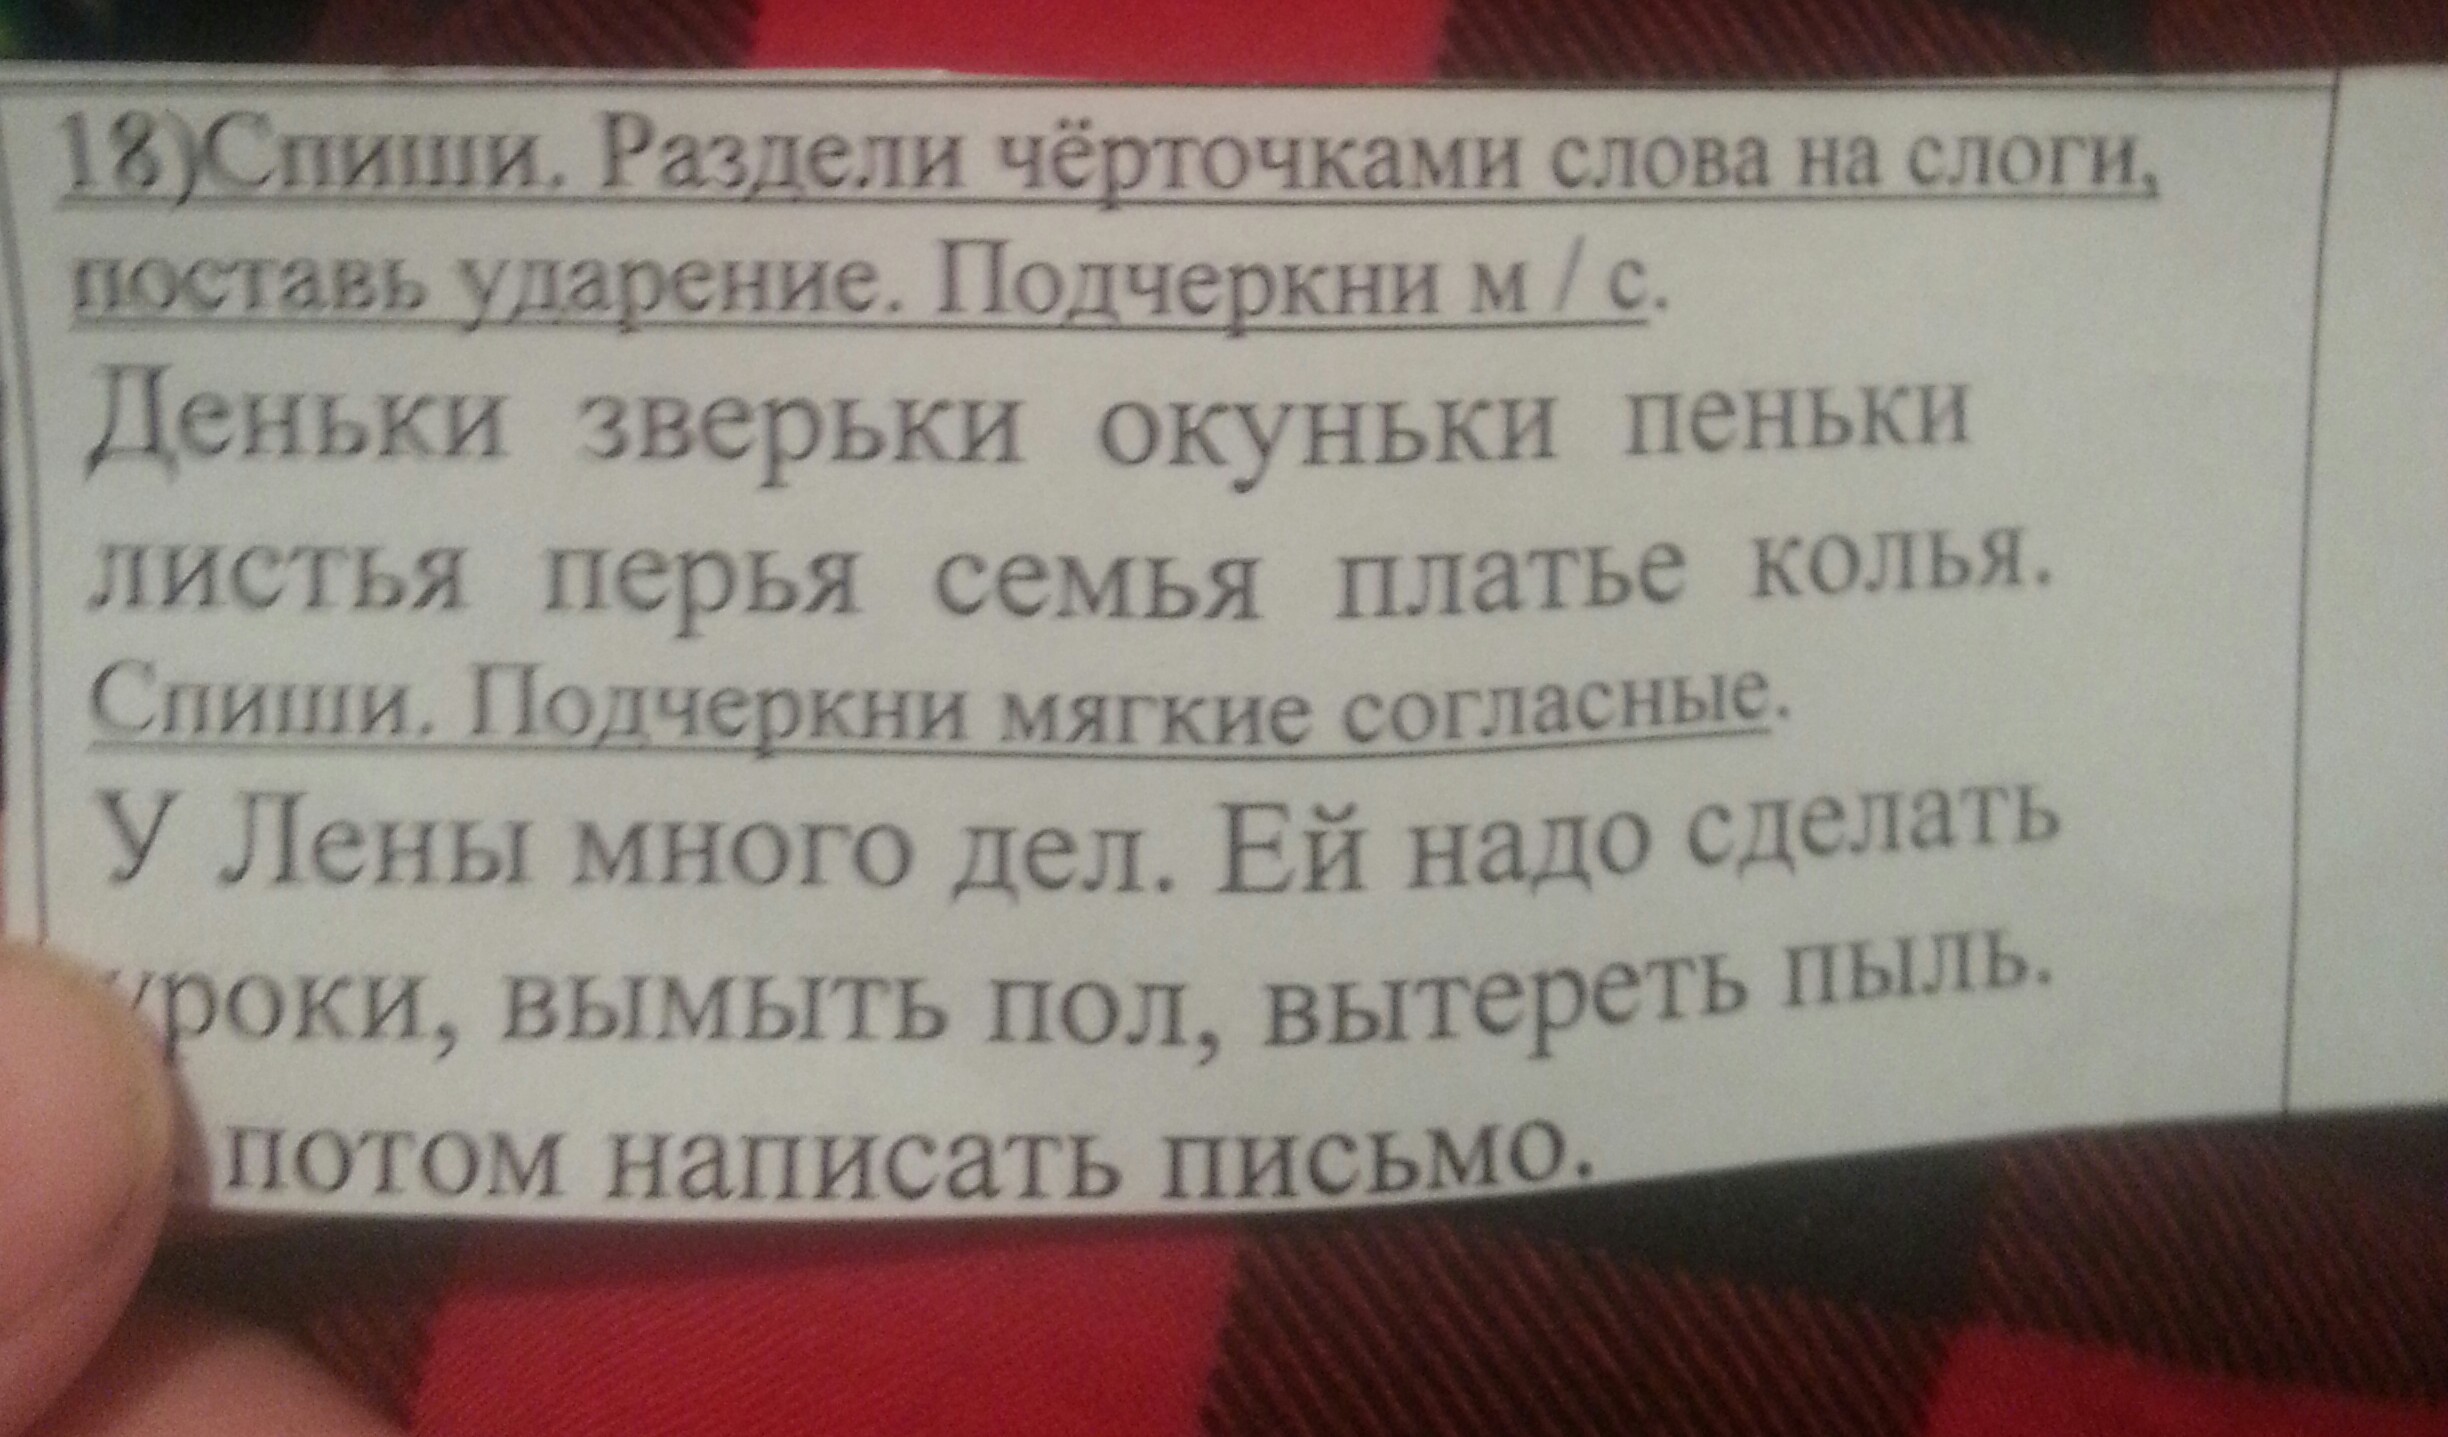 18)Спиши. Раздели чёрточками слова на слоги,
поставь ударение. Подчеркни м / с.
Деньки зверьки окуньки пеньки
листья перья семья платье колья.
Спиши. Подчеркни мягкие согласные.
У Лены много дел. Ей надо сделать
уроки, вымыть пол, вытереть пыль.
потом написать письмо.